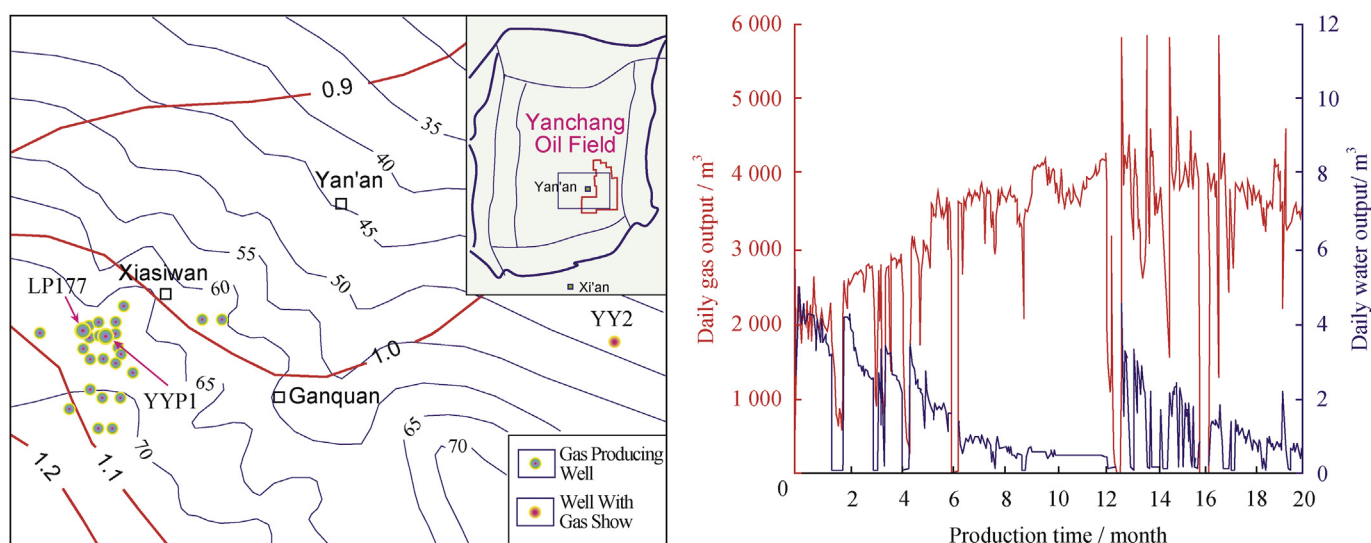 0.9
35
40
Yan'an
45
55
50
LP177
Xiasiwan
60
1.0
65
YYP1
Ganquan
65
70
70
1.1
1.2
YY2
Yanchang
Oil Field
Yan'an
Xi'an
Gas Producing
Well
Well With
Gas Show
6 000
5 000
4 000
3 000
2 000
1 000
0
Daily gas output / m³
12
10
8
6
4
2
0
Daily water output/ m³
2
4
6
8
10
12
14
16
18
20
Production time / month